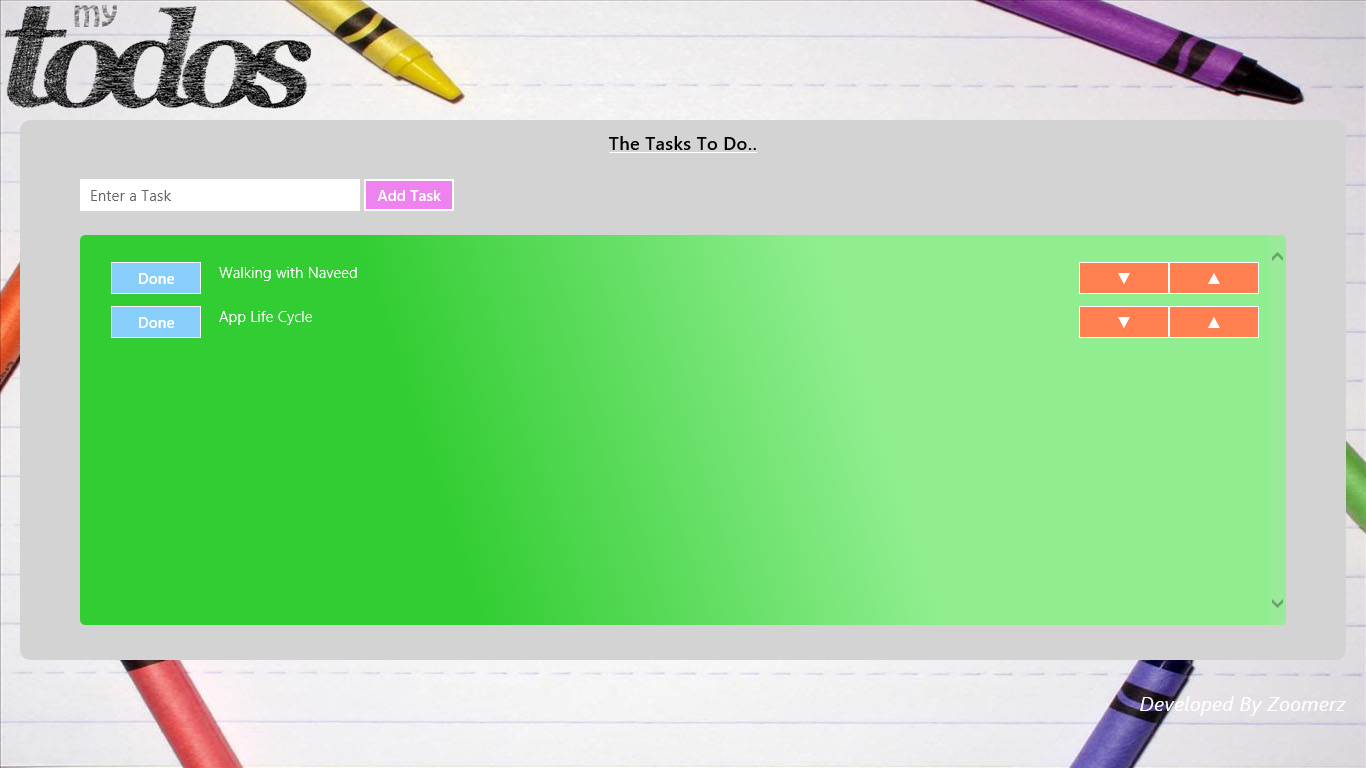 my
todos
The Tasks To Do..
Enter a Task Add Task
Done Walking with Naveed ▼ ▲
Done App Life Cycle ▼ ▲
Developed By Zoomerz